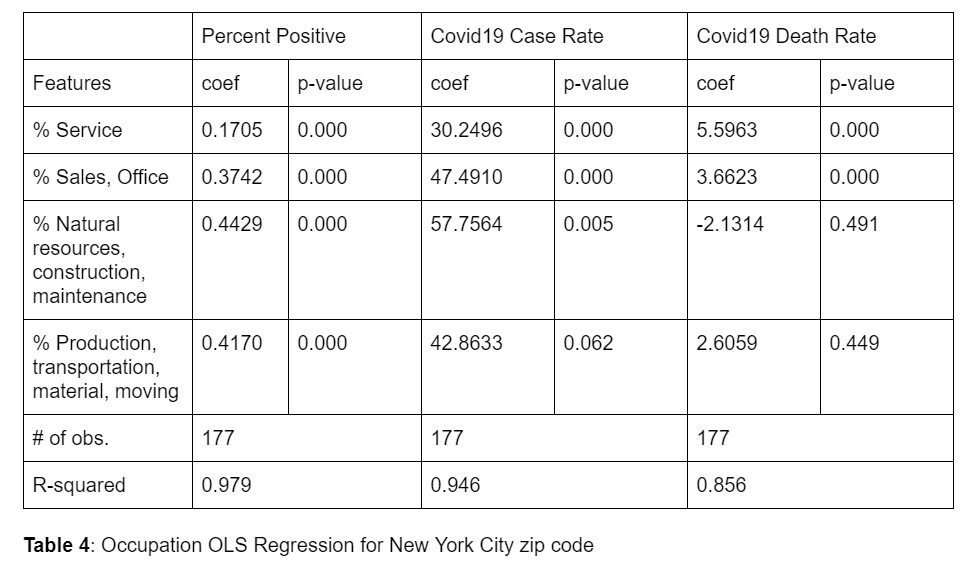 Percent Positive Covid19 Case Rate Covid19 Death Rate
Features coef p-value coef p-value coef p-value
% Service 0.1705 0.000 30.2496 0.000 5.5963 0.000
% Sales, Office 0.3742 0.000 47.4910 0.000 3.6623 0.000
% Natural 0.4429 0.000 57.7564 0.005 -2.1314 0.491
resources,
construction,
maintenance
% Production, 0.4170 0.000 42.8633 0.062 2.6059 0.449
transportation,
material, moving
# of obs. 177 177 177
R-squared 0.979 0.946 0.856
Table 4: Occupation OLS Regression for New York City zip code